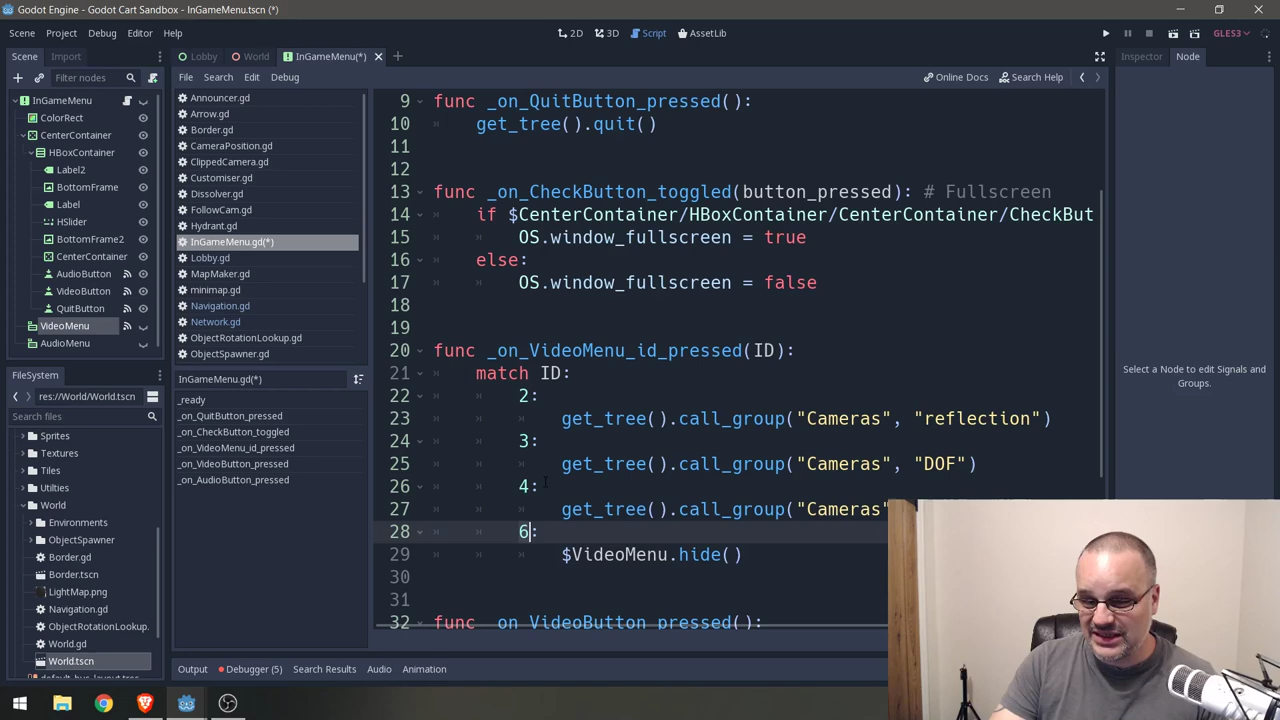 Godot Engine - Godot Cart Sandbox - InGameMenu.tscn (*)
Scene Project Debug Editor Help
2D 3D Script AssetLib
GLES3
Scene Import
Lobby World InGameMenu(*)
Inspector Node
Filter nodes
File Search Edit Debug
Online Docs Search Help
InGameMenu
ColorRect
CenterContainer
HBoxContainer
Label2
BottomFrame
Label
HSlider
BottomFrame2
CenterContainer
AudioButton
VideoButton
QuitButton
VideoMenu
AudioMenu
FileSystem
res://World/World.tscn
Search files
Sprites
Textures
Tiles
Utilties
World
Environments
ObjectSpawner
Border.gd
Border.tscn
LightMap.png
Navigation.gd
ObjectRotationLookup.
World.gd
World.tscn
default_bus_layout.tres
Announcer.gd
Arrow.gd
Border.gd
CameraPosition.gd
ClippedCamera.gd
Customiser.gd
Dissolver.gd
FollowCam.gd
Hydrant.gd
InGameMenu.gd(*)
Lobby.gd
MapMaker.gd
minimap.gd
Navigation.gd
Network.gd
ObjectRotationLookup.gd
ObjectSpawner.gd
InGameMenu.gd(*)
_ready
_on_QuitButton_pressed
_on_CheckButton_toggled
_on_VideoMenu_id_pressed
_on_VideoButton_pressed
_on_AudioButton_pressed
9 func _on_QuitButton_pressed():
10 get_tree().quit()
11
12
13 func _on_CheckButton_toggled(button_pressed): # Fullscreen
14 if $CenterContainer/HBoxContainer/CenterContainer/CheckBut
15 OS.window_fullscreen = true
16 else:
17 OS.window_fullscreen = false
18
19
20 func _on_VideoMenu_id_pressed(ID):
21 match ID:
22 2:
23 get_tree().call_group("Cameras", "reflection")
24 3:
25 get_tree().call_group("Cameras", "DOF")
26 4:
27 get_tree().call_group("Cameras"
28 6:
29 $VideoMenu.hide()
30
31
32 func _on_VideoButton_pressed():
Select a Node to edit Signals and
Groups.
Output Debugger (5) Search Results Audio Animation